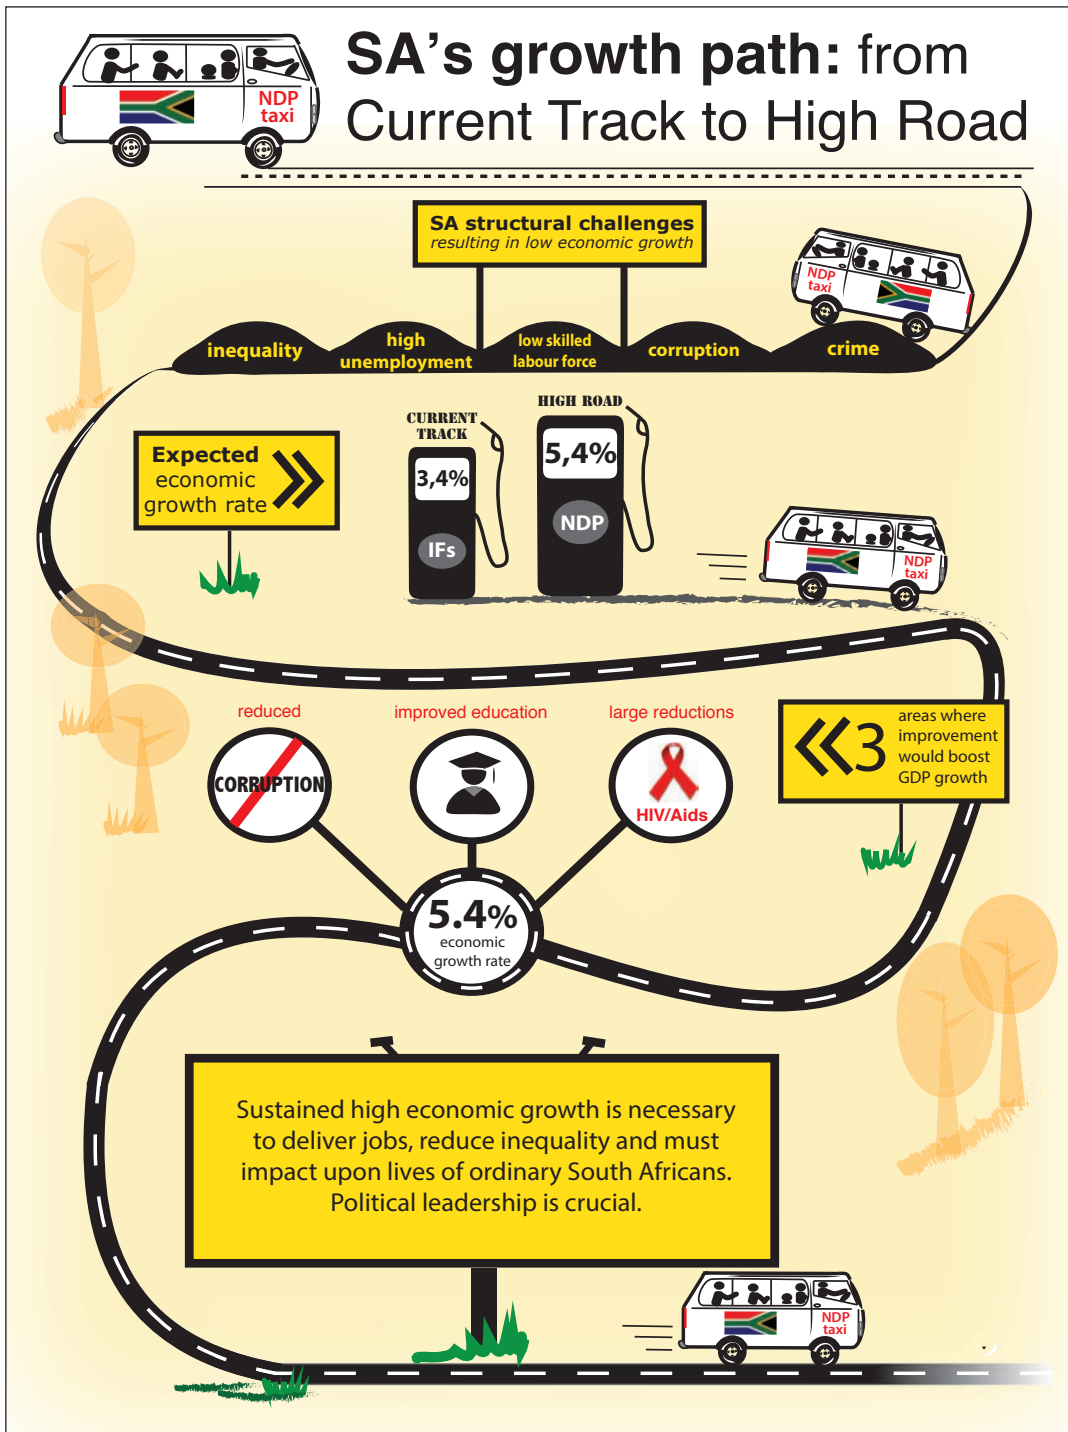 SA's growth path: from
Current Track to High Road
NDP
taxi
SA structural challenges
resulting in low economic growth
NDP
taxi
inequality
high
unemployment
low skilled
labour force
corruption
crime
Expected
economic
growth rate
CURRENT
TRACK
3,4%
IFs
HIGH ROAD
5,4%
NDP
NDP
taxi
reduced
CORRUPTION
improved education
large reductions
HIV/Aids
3
areas where
improvement
would boost
GDP growth
5.4%
economic
growth rate
Sustained high economic growth is necessary
to deliver jobs, reduce inequality and must
impact upon lives of ordinary South Africans.
Political leadership is crucial.
NDP
taxi